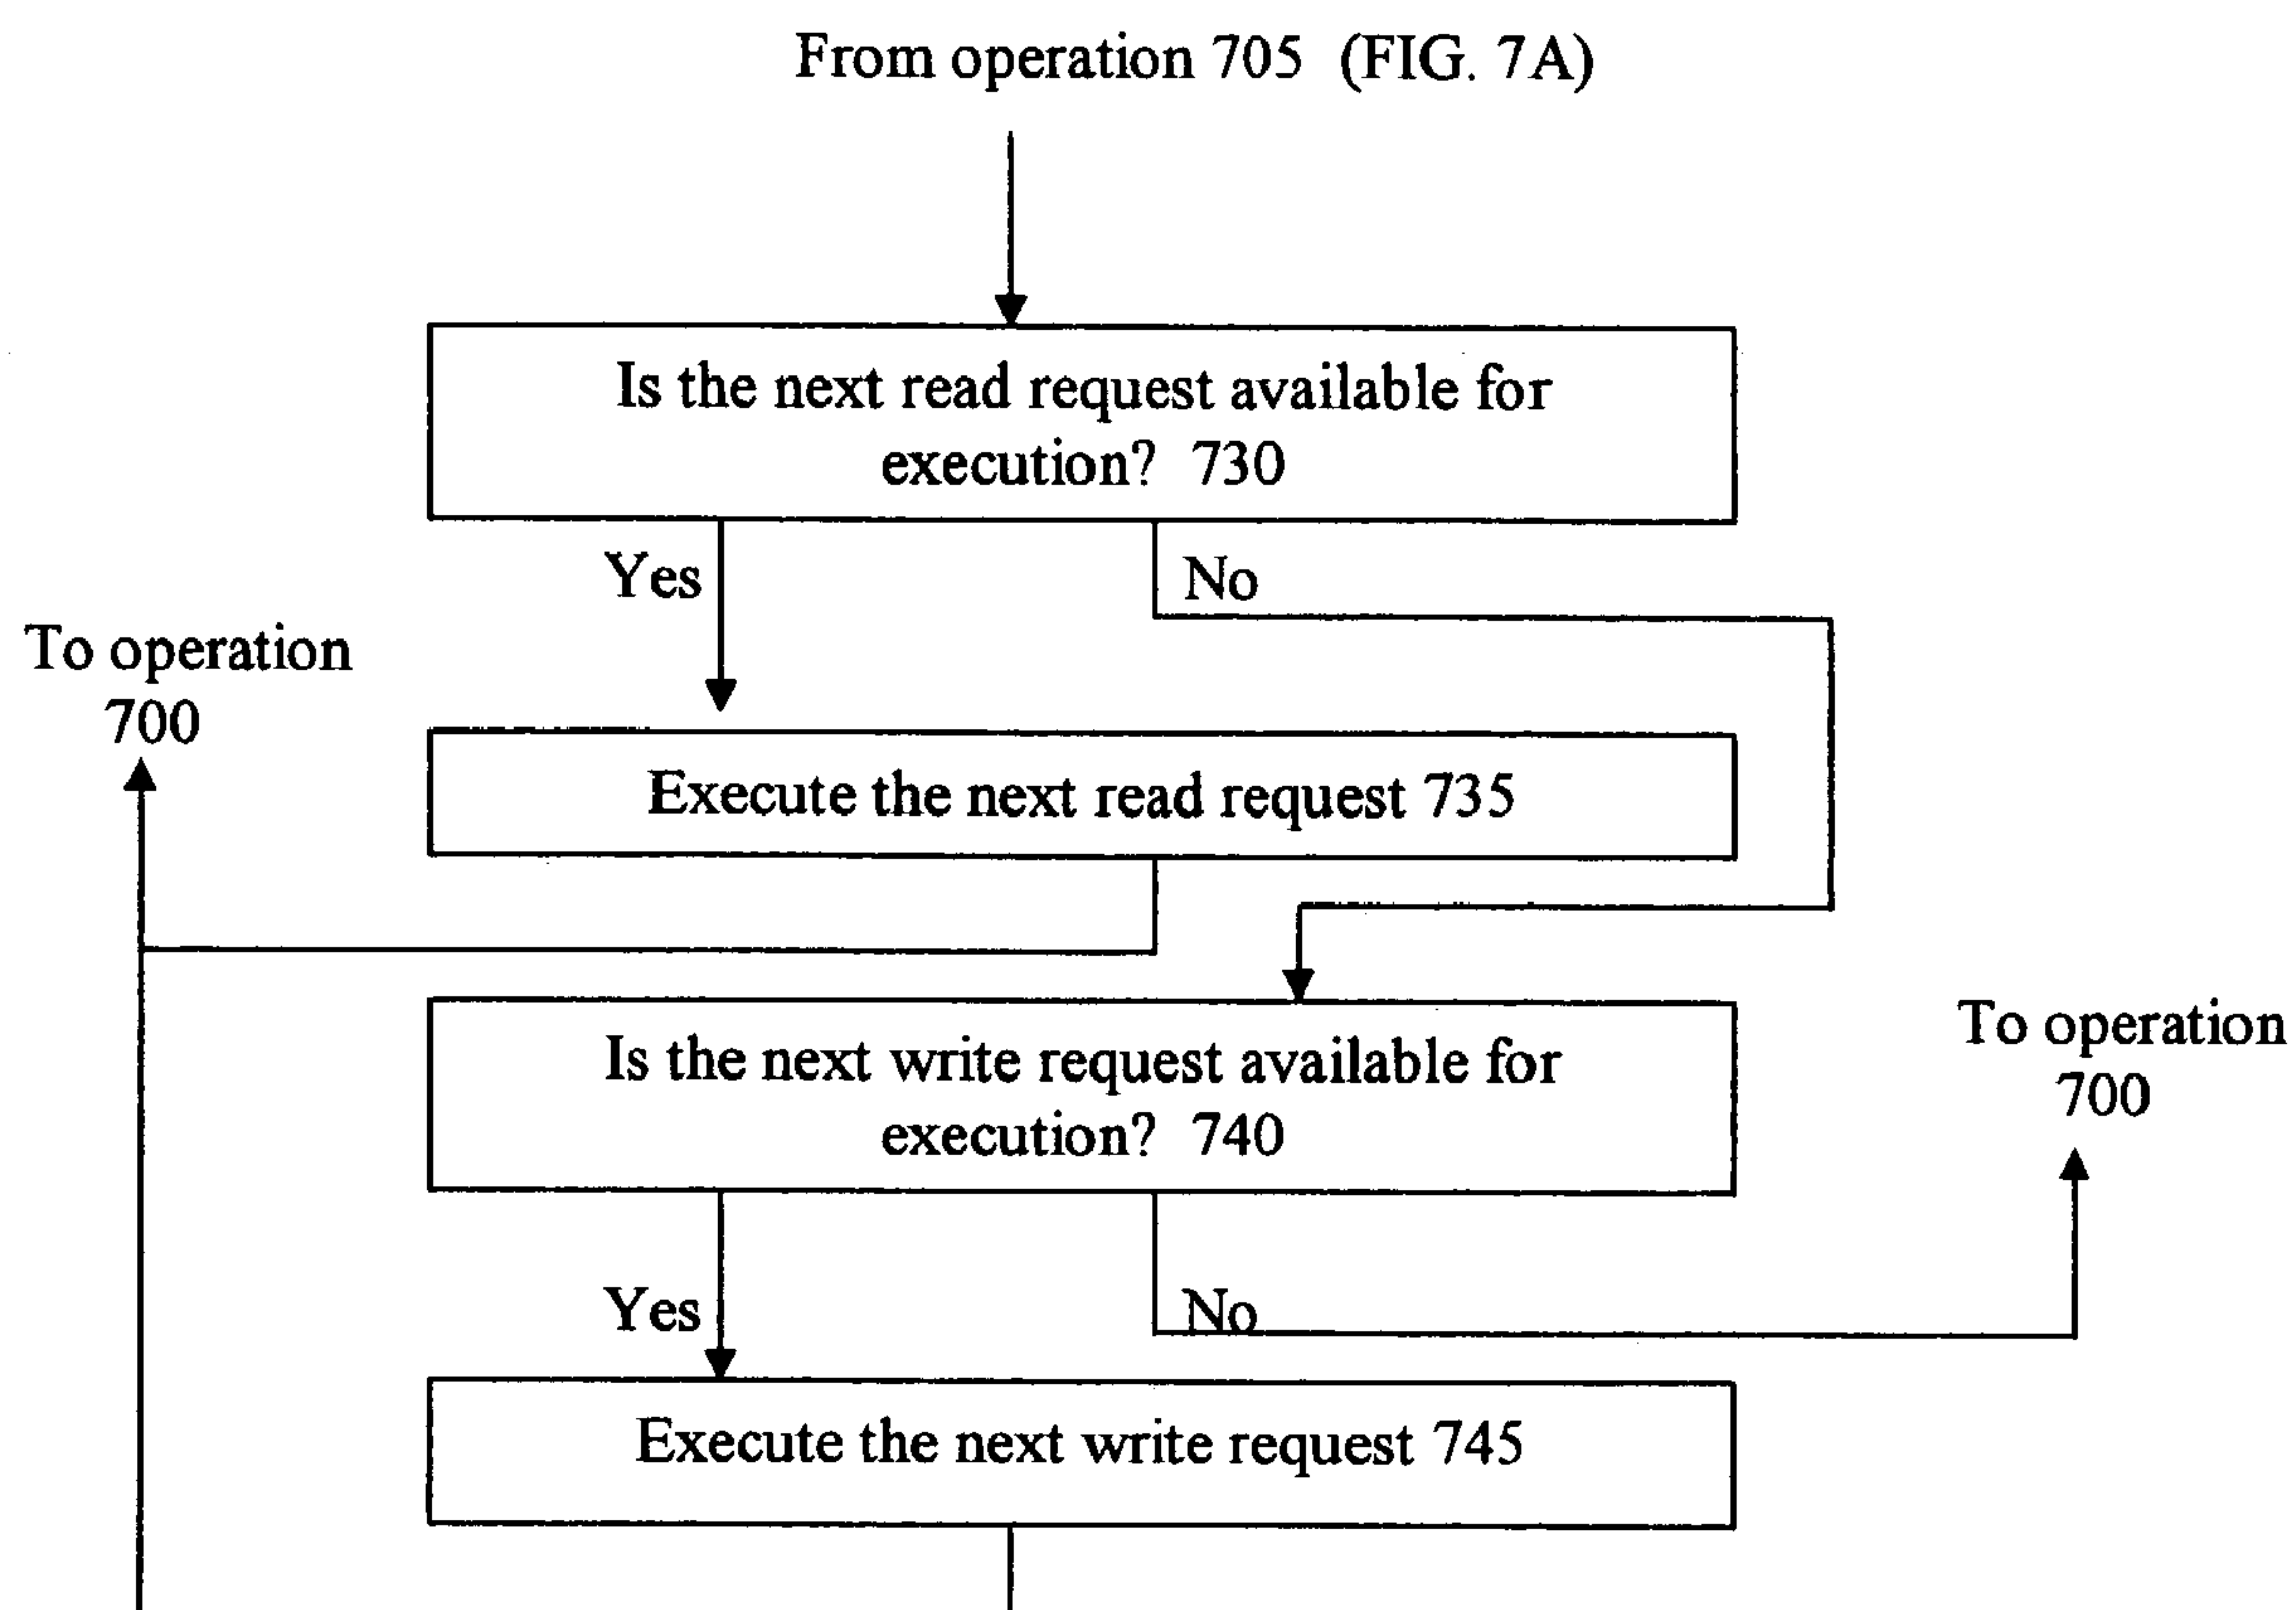 From operation 705 (FIG. 7A)
Is the next read request available for
execution? 730
Yes
No
To operation
700
Execute the next read request 735
Is the next write request available for
execution? 740
To operation
700
Yes
No
Execute the next write request 745